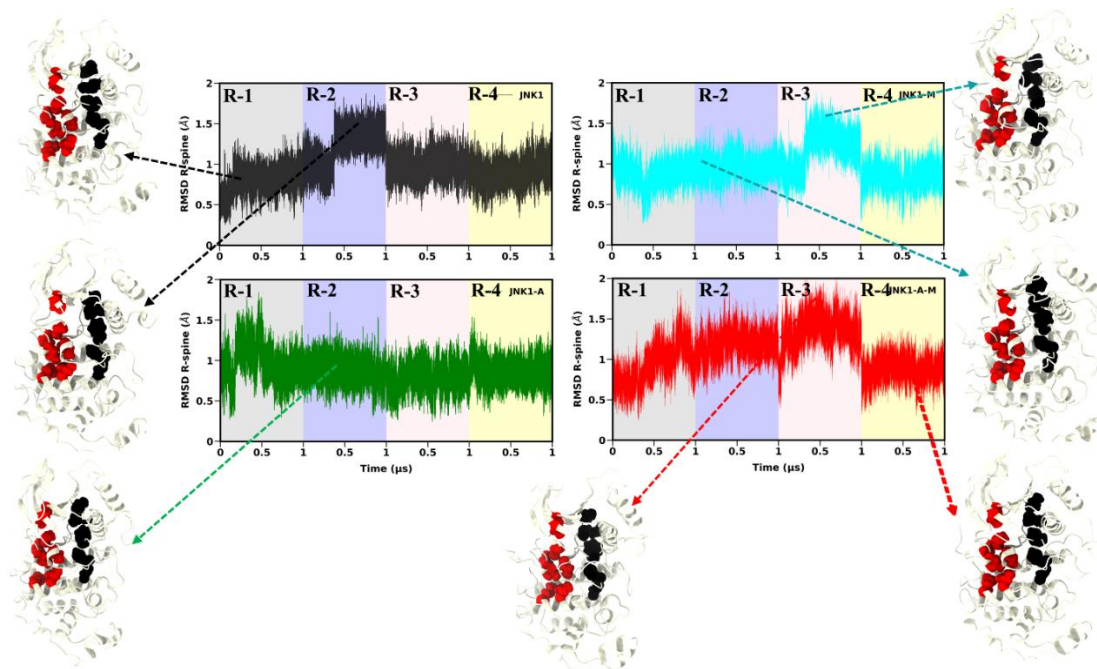 RMSD R-spine (Å)
2
1.5
1
0.5
0
R-1 R-2 R-3 R-4 JNK1
0.5 1 0.5 1 0.5 1 0.5 1
RMSD R-spine (Å)
2
1.5
1
0.5
0
R-1 R-2 R-3 R-4 JNK1-M
0.5 1 0.5 1 0.5 1 0.5 1
RMSD R-spine (Å)
2
1.5
1
0.5
0
R-1 R-2 R-3 R-4 JNK1-A
0.5 1 0.5 1 0.5 1 0.5 1
Time (µs)
RMSD R-spine (Å)
2
1.5
1
0.5
0
R-1 R-2 R-3 R-4 JNK1-A-M
0.5 1 0.5 1 0.5 1 0.5 1
Time (µs)